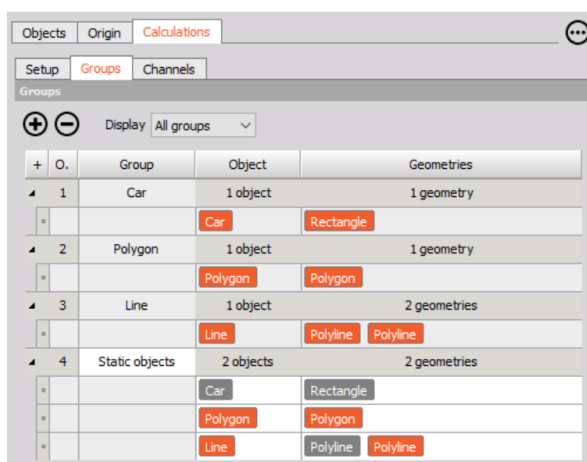 Objects Origin Calculations
Setup Groups Channels
Groups
Display All groups
+ O. Group Object Geometries
1 Car 1 object 1 geometry
Car Rectangle
2 Polygon 1 object 1 geometry
Polygon Polygon
3 Line 1 object 2 geometries
Line Polyline Polyline
4 Static objects 2 objects 2 geometries
Car Rectangle
Polygon Polygon
Line Polyline Polyline